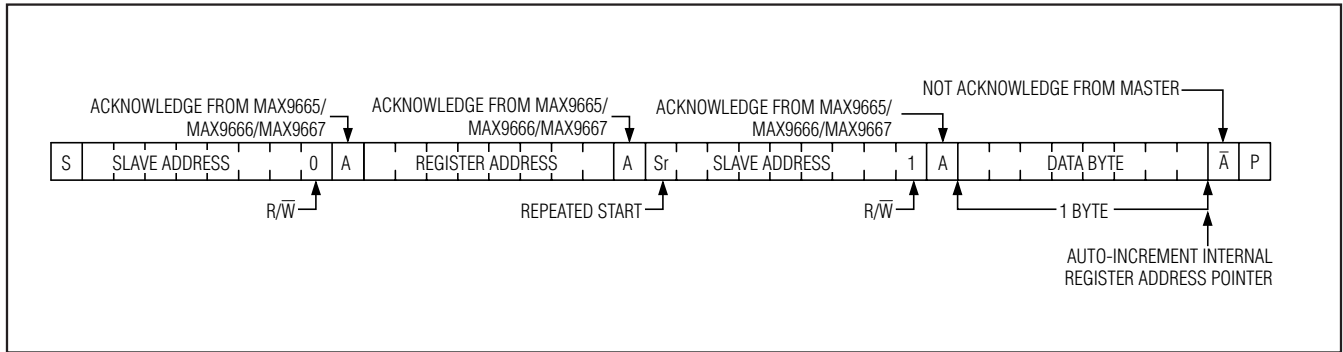 NOT ACKNOWLEDGE FROM MASTER
ACKNOWLEDGE FROM MAX9665/
MAX9666/MAX9667
ACKNOWLEDGE FROM MAX9665/
MAX9666/MAX9667
ACKNOWLEDGE FROM MAX9665/
MAX9666/MAX9667
S SLAVE ADDRESS 0 A REGISTER ADDRESS A Sr SLAVE ADDRESS 1 A DATA BYTE A̅ P
R/W̅ REPEATED START R/W̅ 1 BYTE
AUTO-INCREMENT INTERNAL
REGISTER ADDRESS POINTER